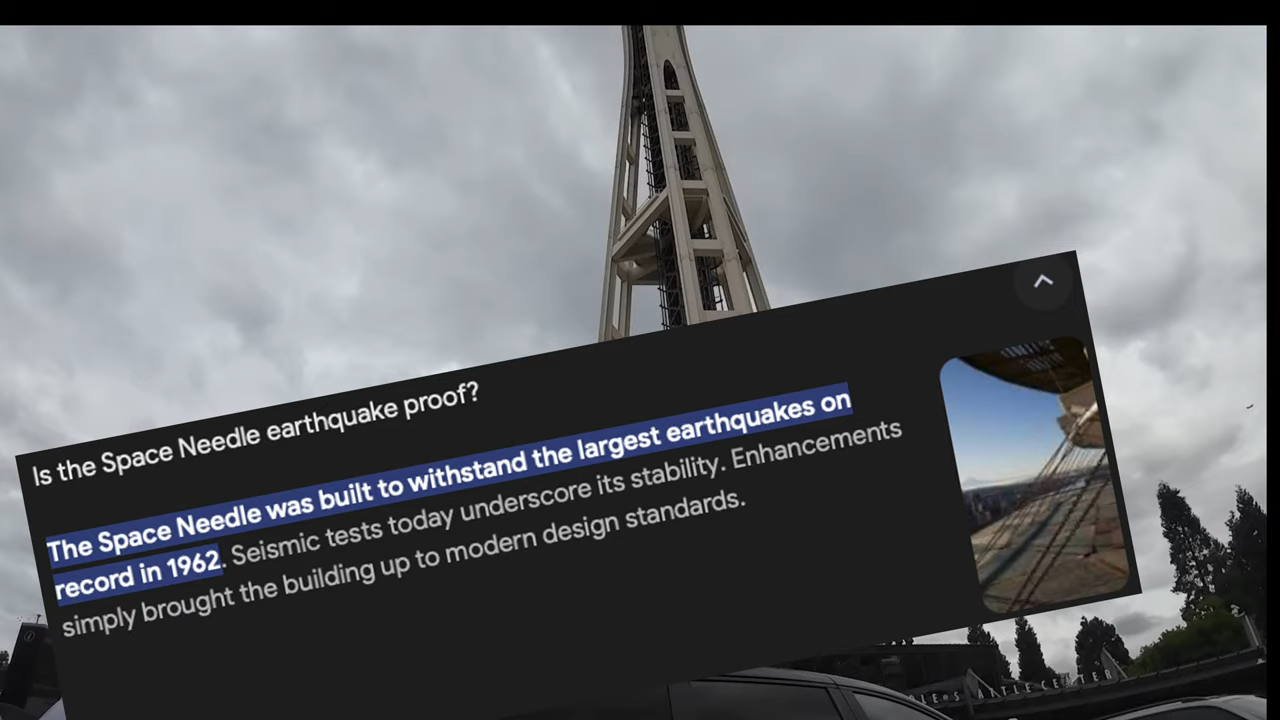 Is the Space Needle earthquake proof?
The Space Needle was built to withstand the largest earthquakes on
record in 1962. Seismic tests today underscore its stability. Enhancements
simply brought the building up to modern design standards.